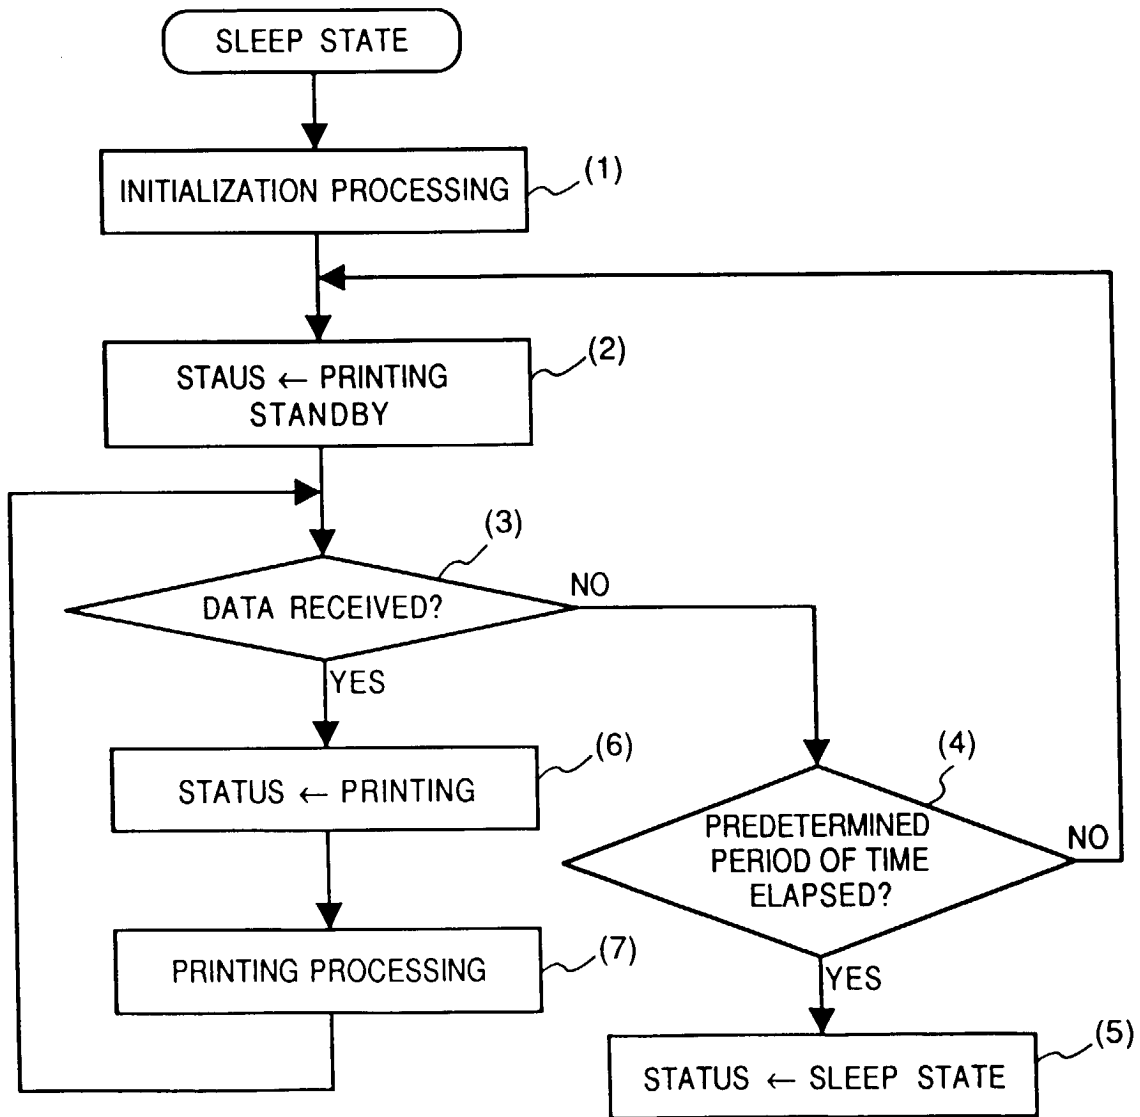 SLEEP STATE
INITIALIZATION PROCESSING
(1)
STAUS ← PRINTING
STANDBY
(2)
DATA RECEIVED?
(3)
NO
YES
STATUS ← PRINTING
(6)
PREDETERMINED
PERIOD OF TIME
ELAPSED?
(4)
NO
PRINTING PROCESSING
(7)
YES
STATUS ← SLEEP STATE
(5)